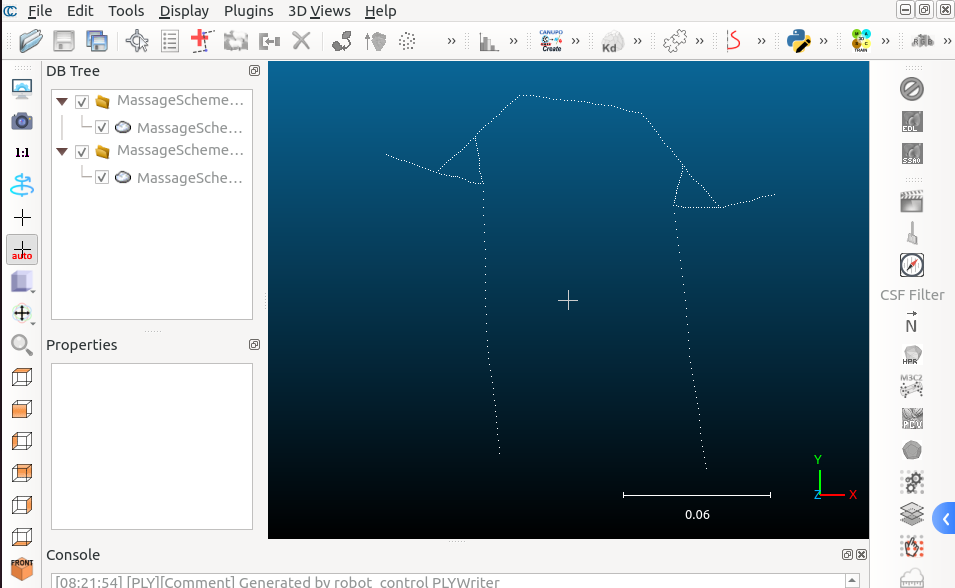 File Edit Tools Display Plugins 3D Views Help
CANUPO
Create
Kd
TRAIN
DB Tree
MassageScheme...
MassageSche...
MassageScheme...
MassageSche...
1:1
auto
EDL
SSAO
CSF Filter
N
HPR
M3C2
PCV
Properties
Y
Z X
0.06
FRONT
Console
[08:21:54] [PLY][Comment] Generated by robot_control PLYWriter